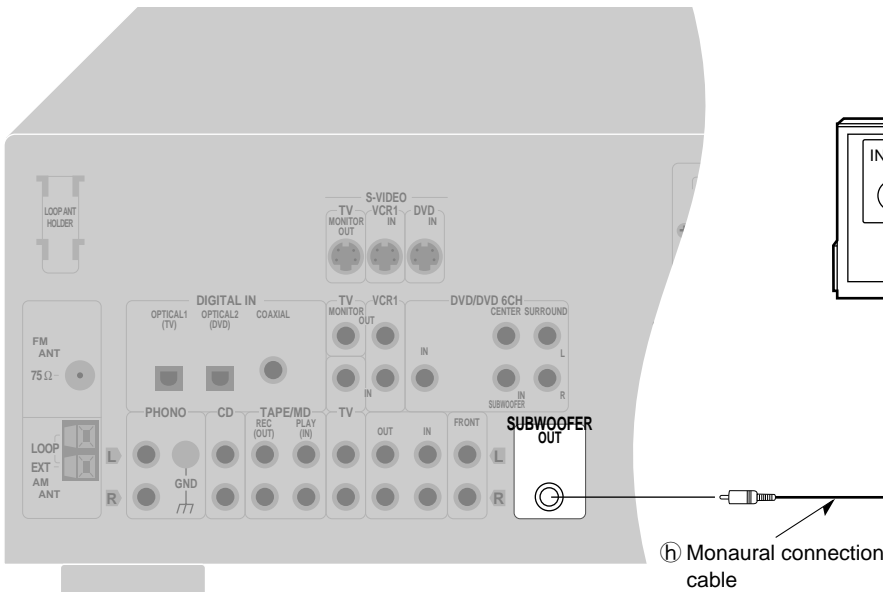 S-VIDEO
TV VCR1 DVD
MONITOR OUT IN IN
LOOP ANT
HOLDER
IN
DIGITAL IN
OPTICAL1 (TV) OPTICAL2 (DVD) COAXIAL
TV VCR1
MONITOR OUT
IN
DVD/DVD 6CH
CENTER SURROUND
IN
L
R
IN
SUBWOOFER
FM
ANT
75 Ω
PHONO CD TAPE/MD TV
REC (OUT) PLAY (IN)
OUT IN FRONT
SUBWOOFER
OUT
LOOP
EXT
AM
ANT
L
R
GND
L
R
ⓗ Monaural connection
cable